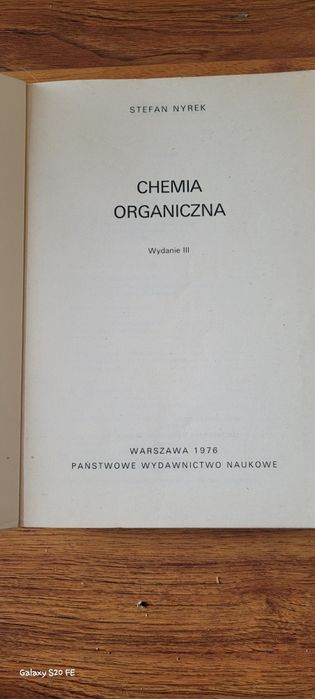 STEFAN NYREK
CHEMIA
ORGANICZNA
Wydanie III
WARSZAWA 1976
PAŃSTWOWE WYDAWNICTWO NAUKOWE
Galaxy S20 FE